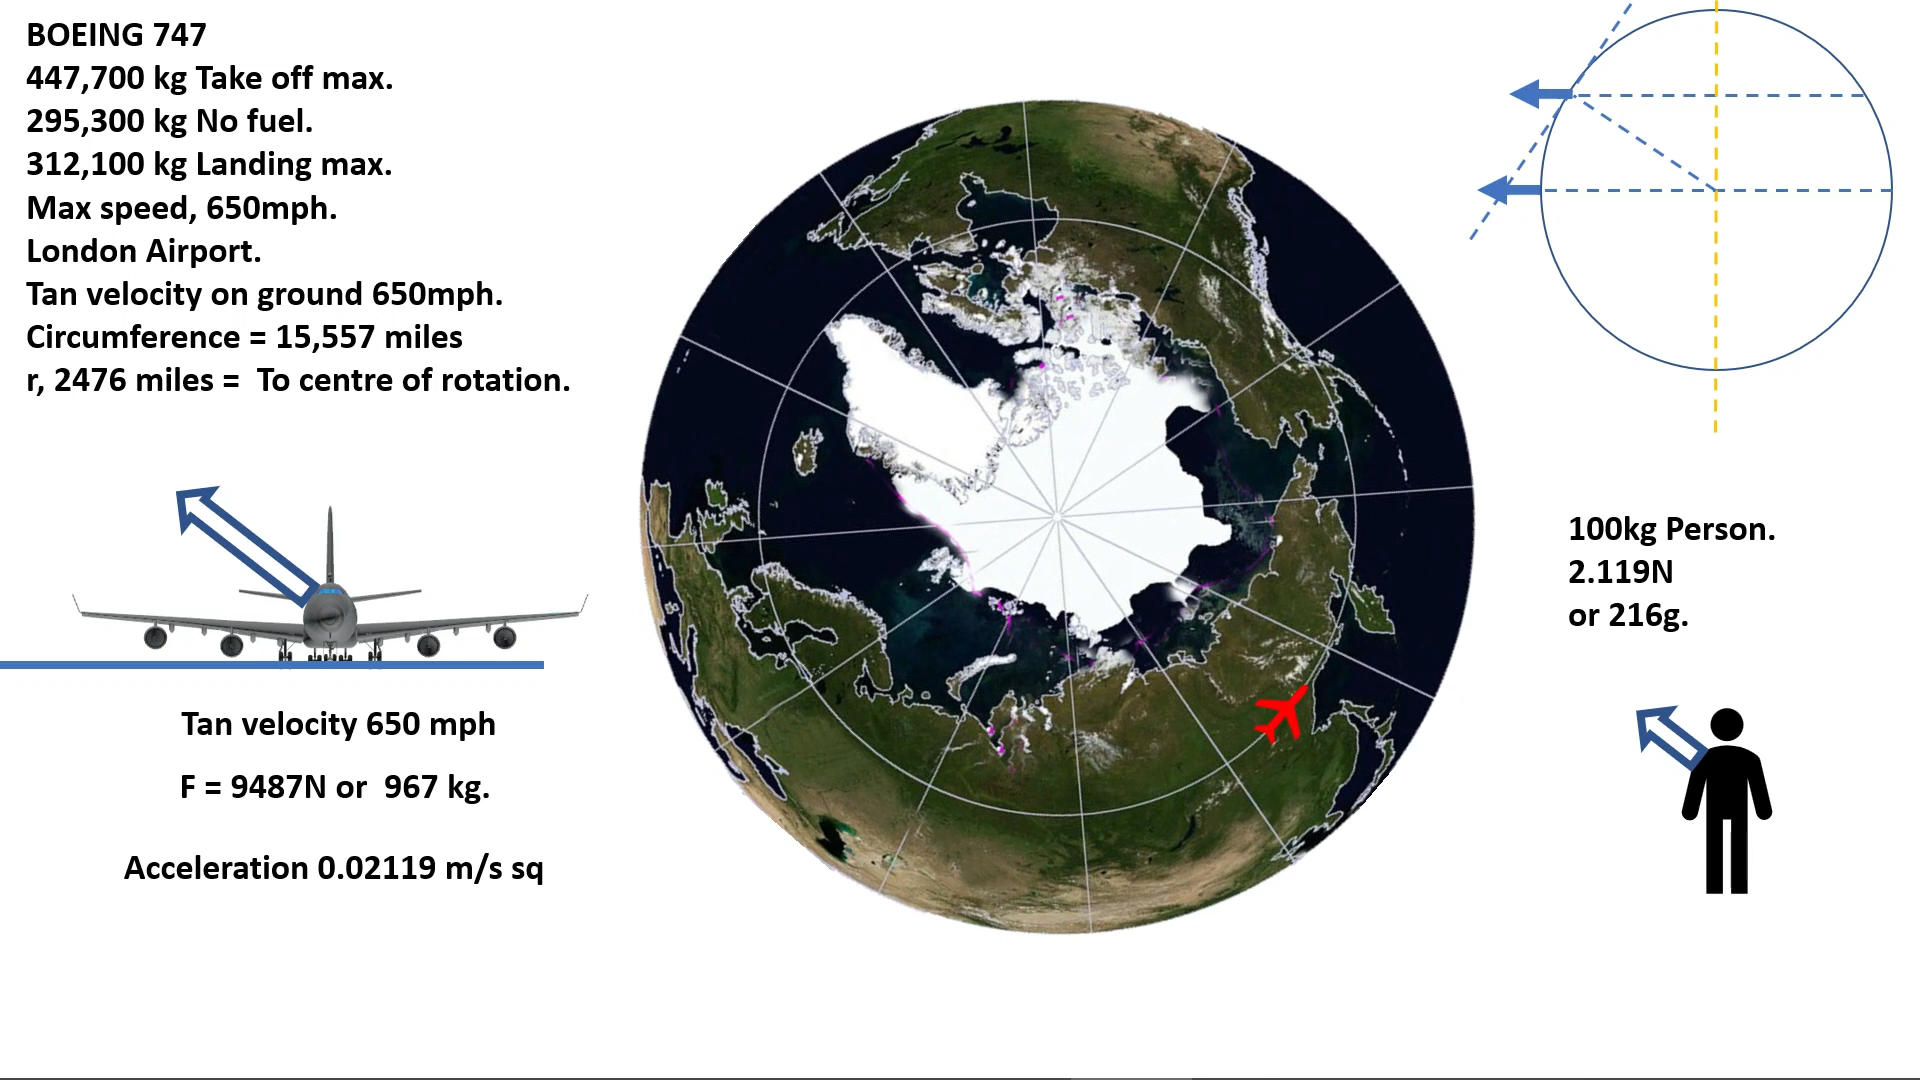 BOEING 747
447,700 kg Take off max.
295,300 kg No fuel.
312,100 kg Landing max.
Max speed, 650mph.
London Airport.
Tan velocity on ground 650mph.
Circumference = 15,557 miles
r, 2476 miles =  To centre of rotation.
Tan velocity 650 mph
F = 9487N or  967 kg.
Acceleration 0.02119 m/s sq
100kg Person.
2.119N
or 216g.